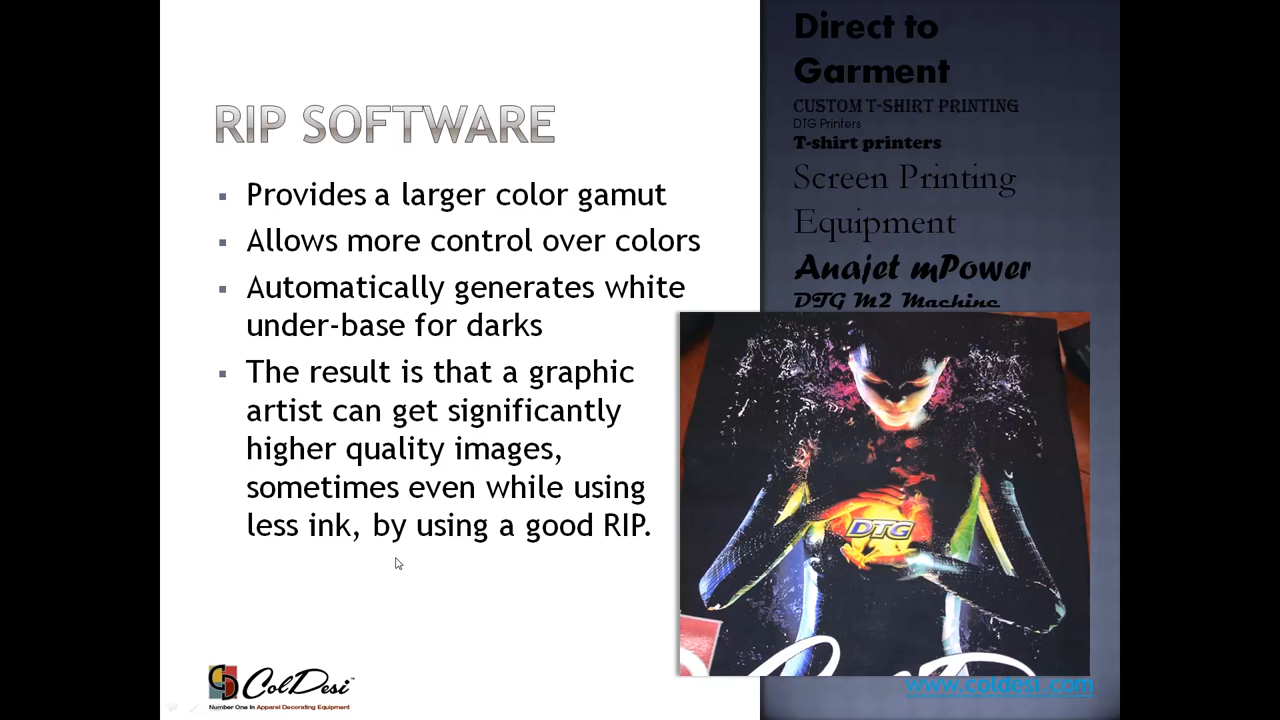 RIP SOFTWARE
Provides a larger color gamut
Allows more control over colors
Automatically generates white
under-base for darks
The result is that a graphic
artist can get significantly
higher quality images,
sometimes even while using
less ink, by using a good RIP.
ColDesi™
Number One In Apparel Decorating Equipment
Direct to
Garment
CUSTOM T-SHIRT PRINTING
DTG Printers
T-shirt printers
Screen Printing
Equipment
Anajet mPower
DTG M2 Machine
DTG
www.coldesi.com